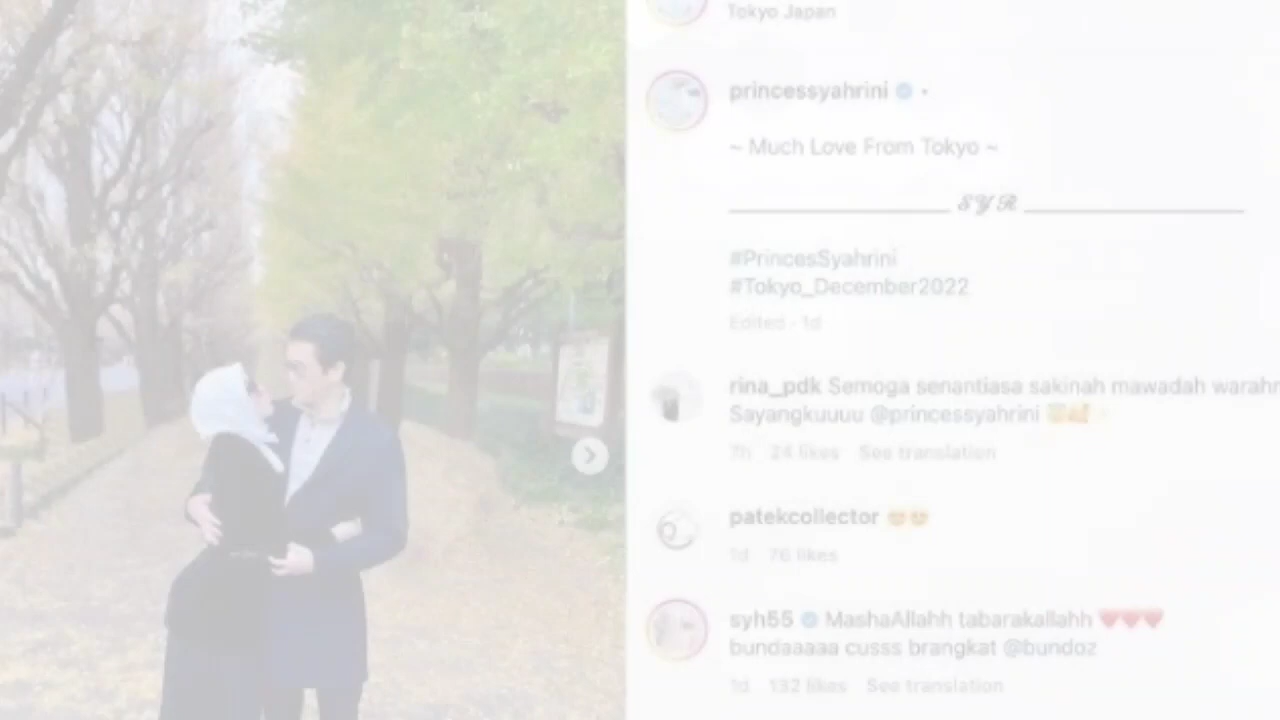 Tokyo Japan
princessyahrini
~ Much Love From Tokyo ~
𝒮𝒴ℛ
#PrincesSyahrini
#Tokyo_December2022
Edited · 1d
rina_pdk Semoga senantiasa sakinah mawadah warahm
Sayangkuuuu @princessyahrini
7h 24 likes See translation
patekcollector
1d 76 likes
syh55 MashaAllahh tabarakallahh ❤️❤️❤️
bundaaaaa cusss brangkat @bundoz
1d 132 likes See translation